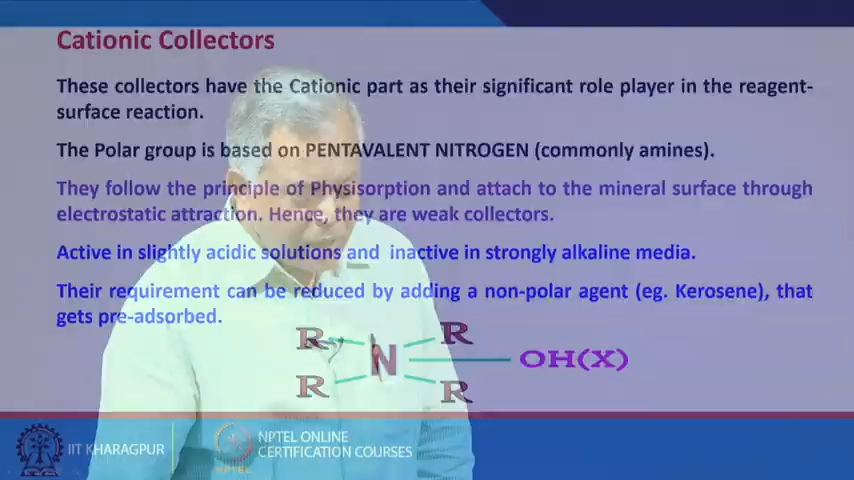 Cationic Collectors
These collectors have the Cationic part as their significant role player in the reagent-
surface reaction.
The Polar group is based on PENTAVALENT NITROGEN (commonly amines).
They follow the principle of Physisorption and attach to the mineral surface through
electrostatic attraction. Hence, they are weak collectors.
Active in slightly acidic solutions and inactive in strongly alkaline media.
Their requirement can be reduced by adding a non-polar agent (eg. Kerosene), that
gets pre-adsorbed.
R R
N OH(X)
R R
IIT KHARAGPUR
NPTEL
NPTEL ONLINE
CERTIFICATION COURSES